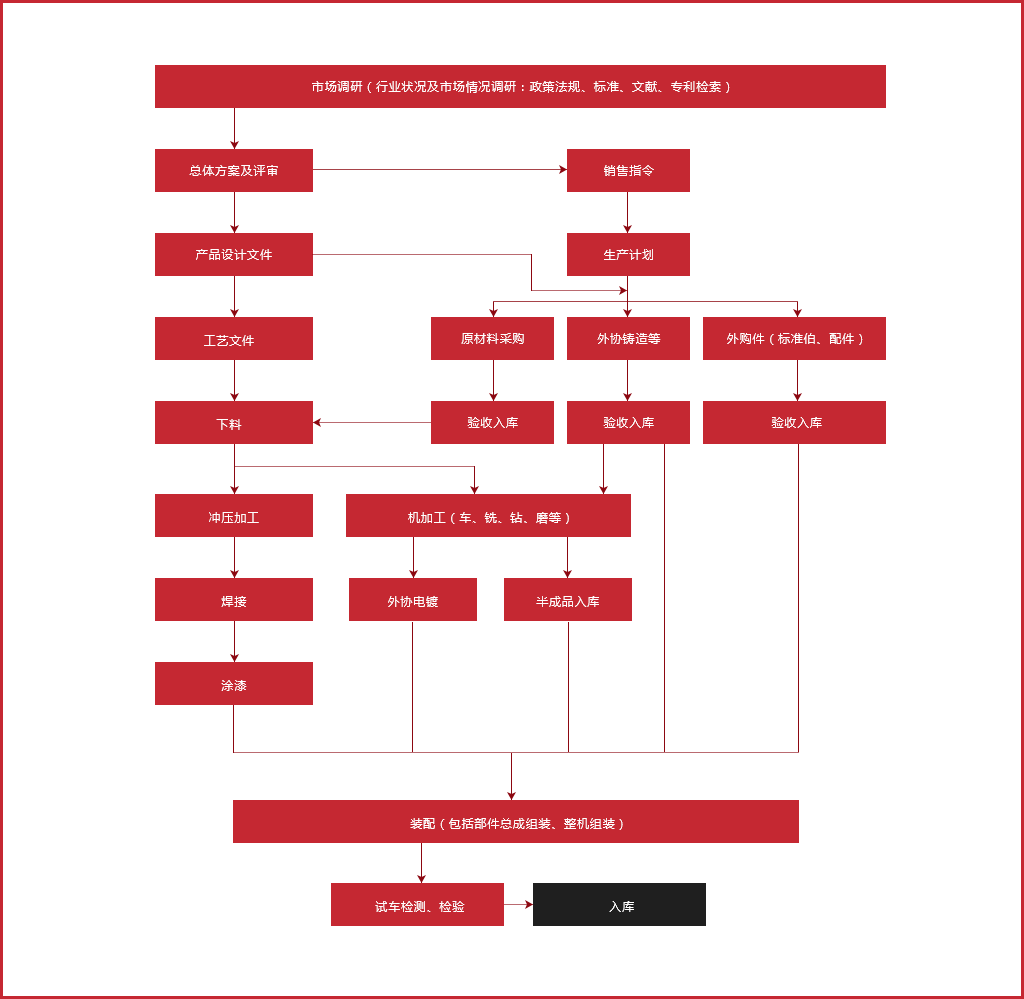 市场调研（行业状况及市场情况调研：政策法规、标准、文献、专利检索）
总体方案及评审
销售指令
产品设计文件
生产计划
工艺文件
原材料采购
外协铸造等
外购件（标准伯、配件）
下料
验收入库
验收入库
验收入库
冲压加工
机加工（车、铣、钻、磨等）
焊接
外协电镀
半成品入库
涂漆
装配（包括部件总成组装、整机组装）
试车检测、检验
入库